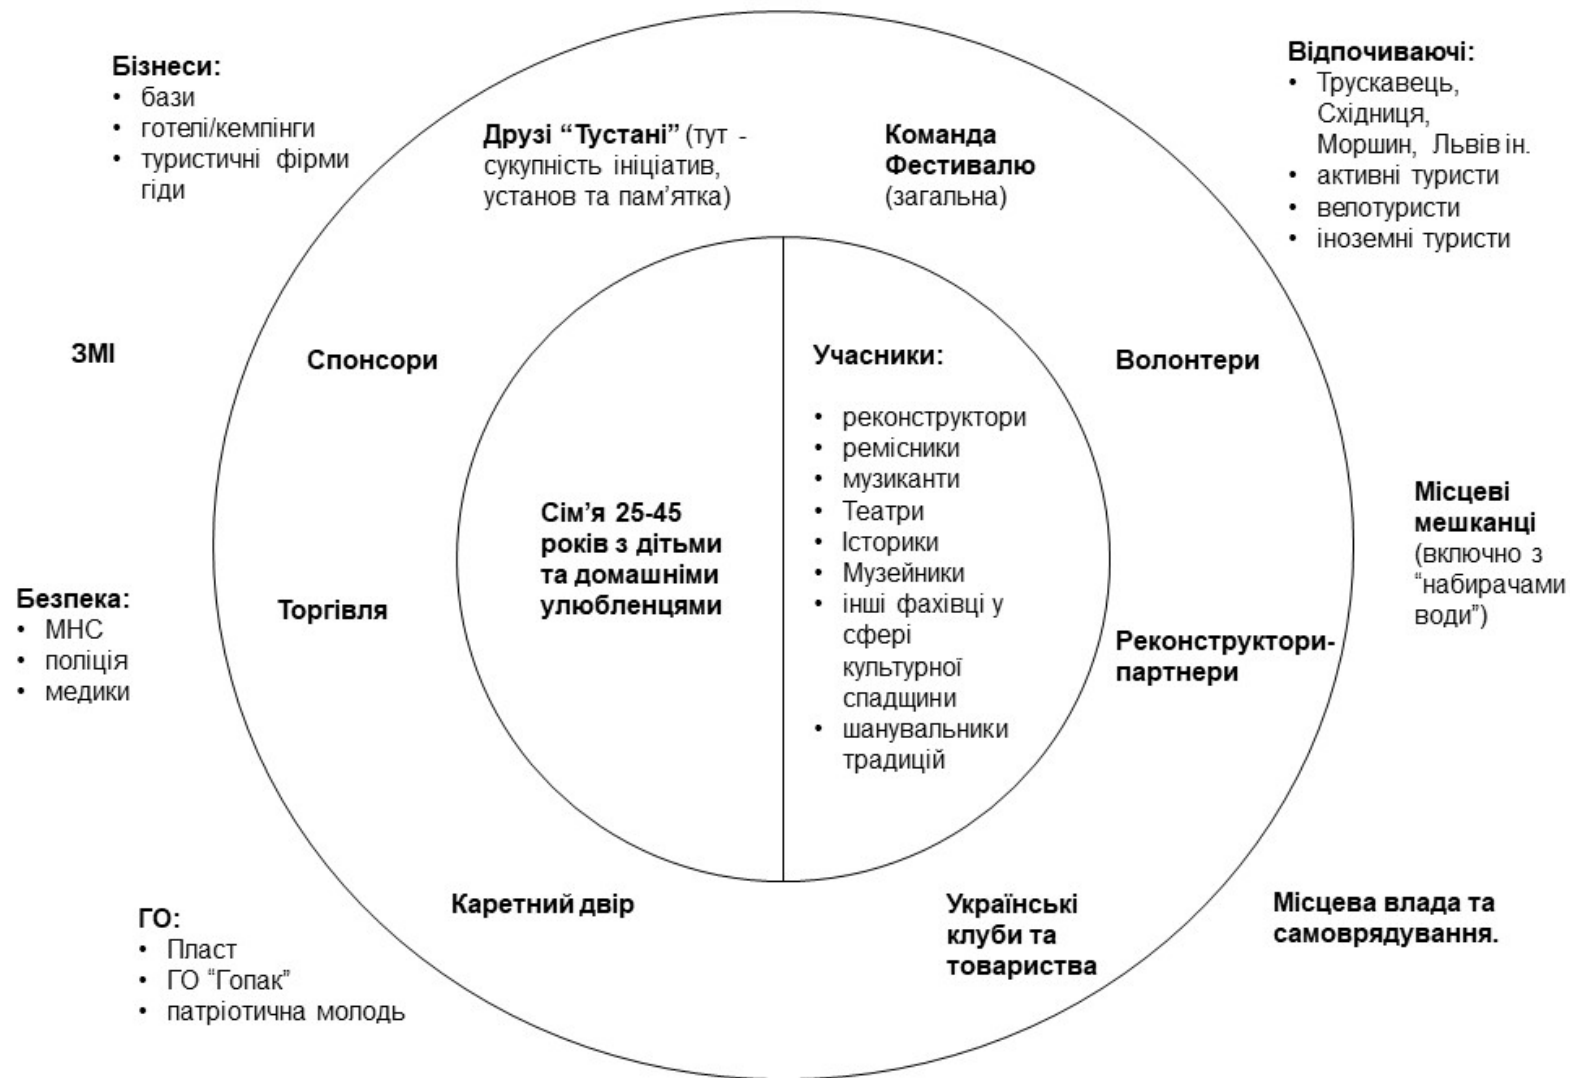 Бізнеси:
• бази
• готелі/кемпінги
• туристичні фірми
гіди
Друзі “Тустані” (тут -
сукупність ініціатив,
установ та пам’ятка)
Команда
Фестивалю
(загальна)
Відпочиваючі:
• Трускавець,
Східниця,
Моршин, Львів ін.
• активні туристи
• велотуристи
• іноземні туристи
ЗМІ
Спонсори
Учасники:
• реконструктори
• ремісники
• музиканти
• Театри
• Історики
• Музейники
• інші фахівці у
сфері
культурної
спадщини
• шанувальники
традицій
Волонтери
Сім’я 25-45
років з дітьми
та домашніми
улюбленцями
Місцеві
мешканці
(включно з
“набирачами
води”)
Безпека:
• МНС
• поліція
• медики
Торгівля
Реконструктори-
партнери
Каретний двір
Українські
клуби та
товариства
Місцева влада та
самоврядування.
ГО:
• Пласт
• ГО “Гопак”
• патріотична молодь